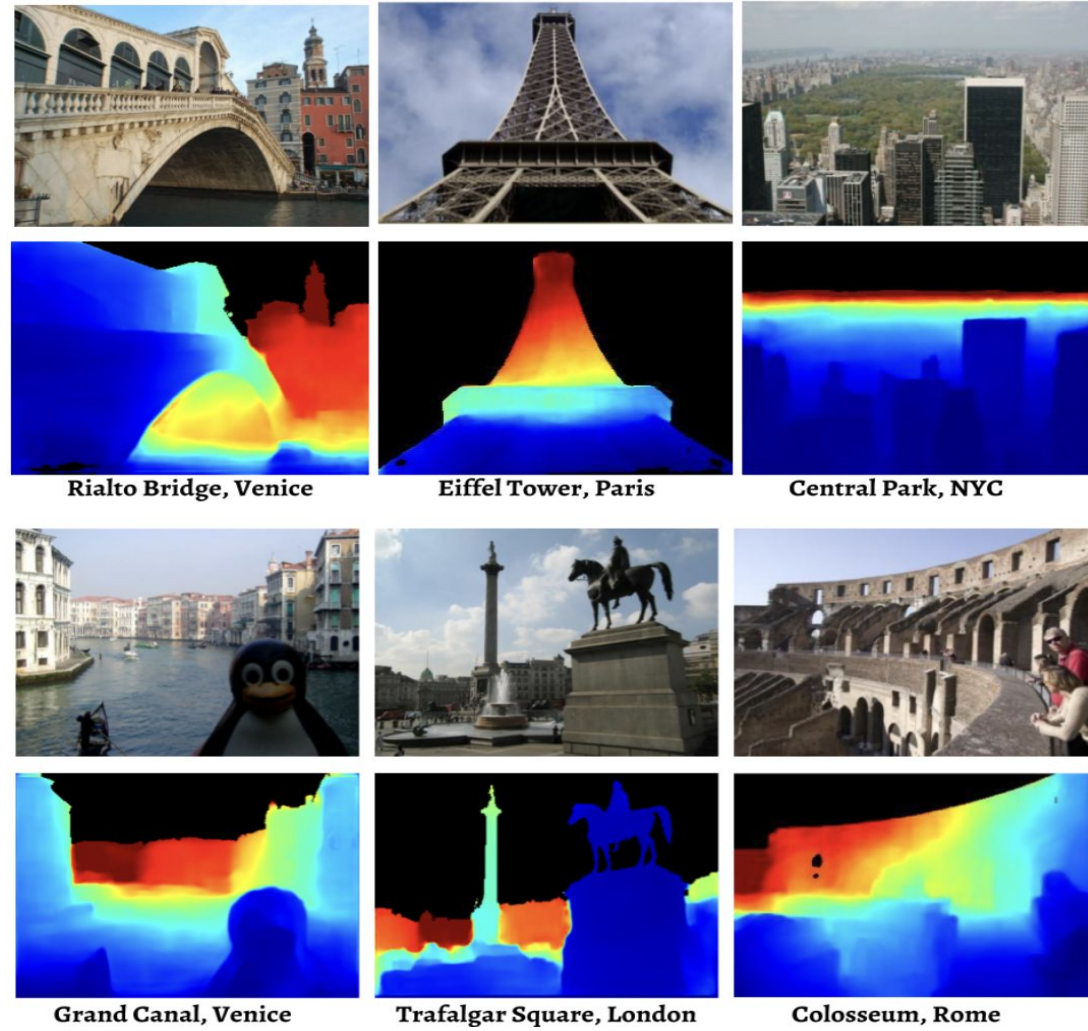 Rialto Bridge, Venice
Eiffel Tower, Paris
Central Park, NYC
Grand Canal, Venice
Trafalgar Square, London
Colosseum, Rome